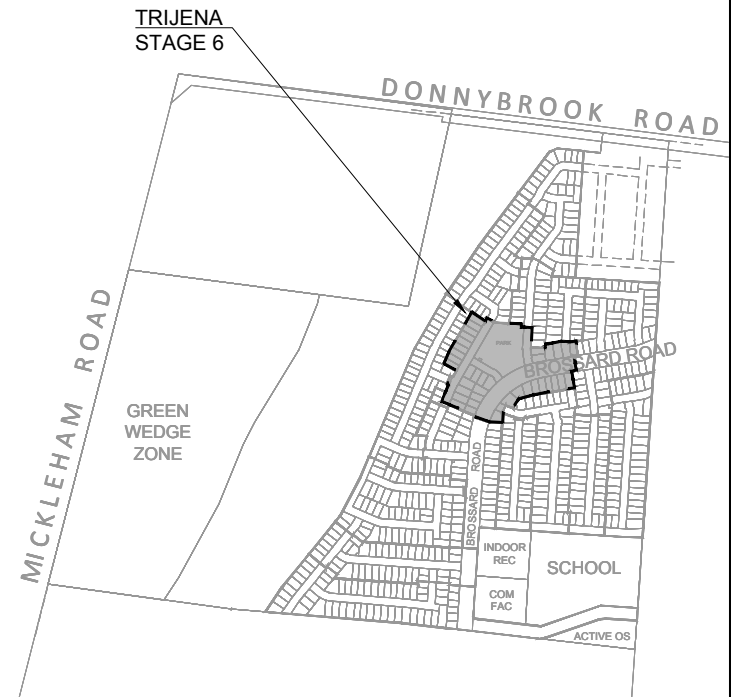 TRIJENA
STAGE 6
DONNYBROOK ROAD
MICKLEHAM ROAD
PARK
BROSSARD ROAD
GREEN
WEDGE
ZONE
BROSSARD ROAD
INDOOR
REC
SCHOOL
COM
FAC
ACTIVE OS